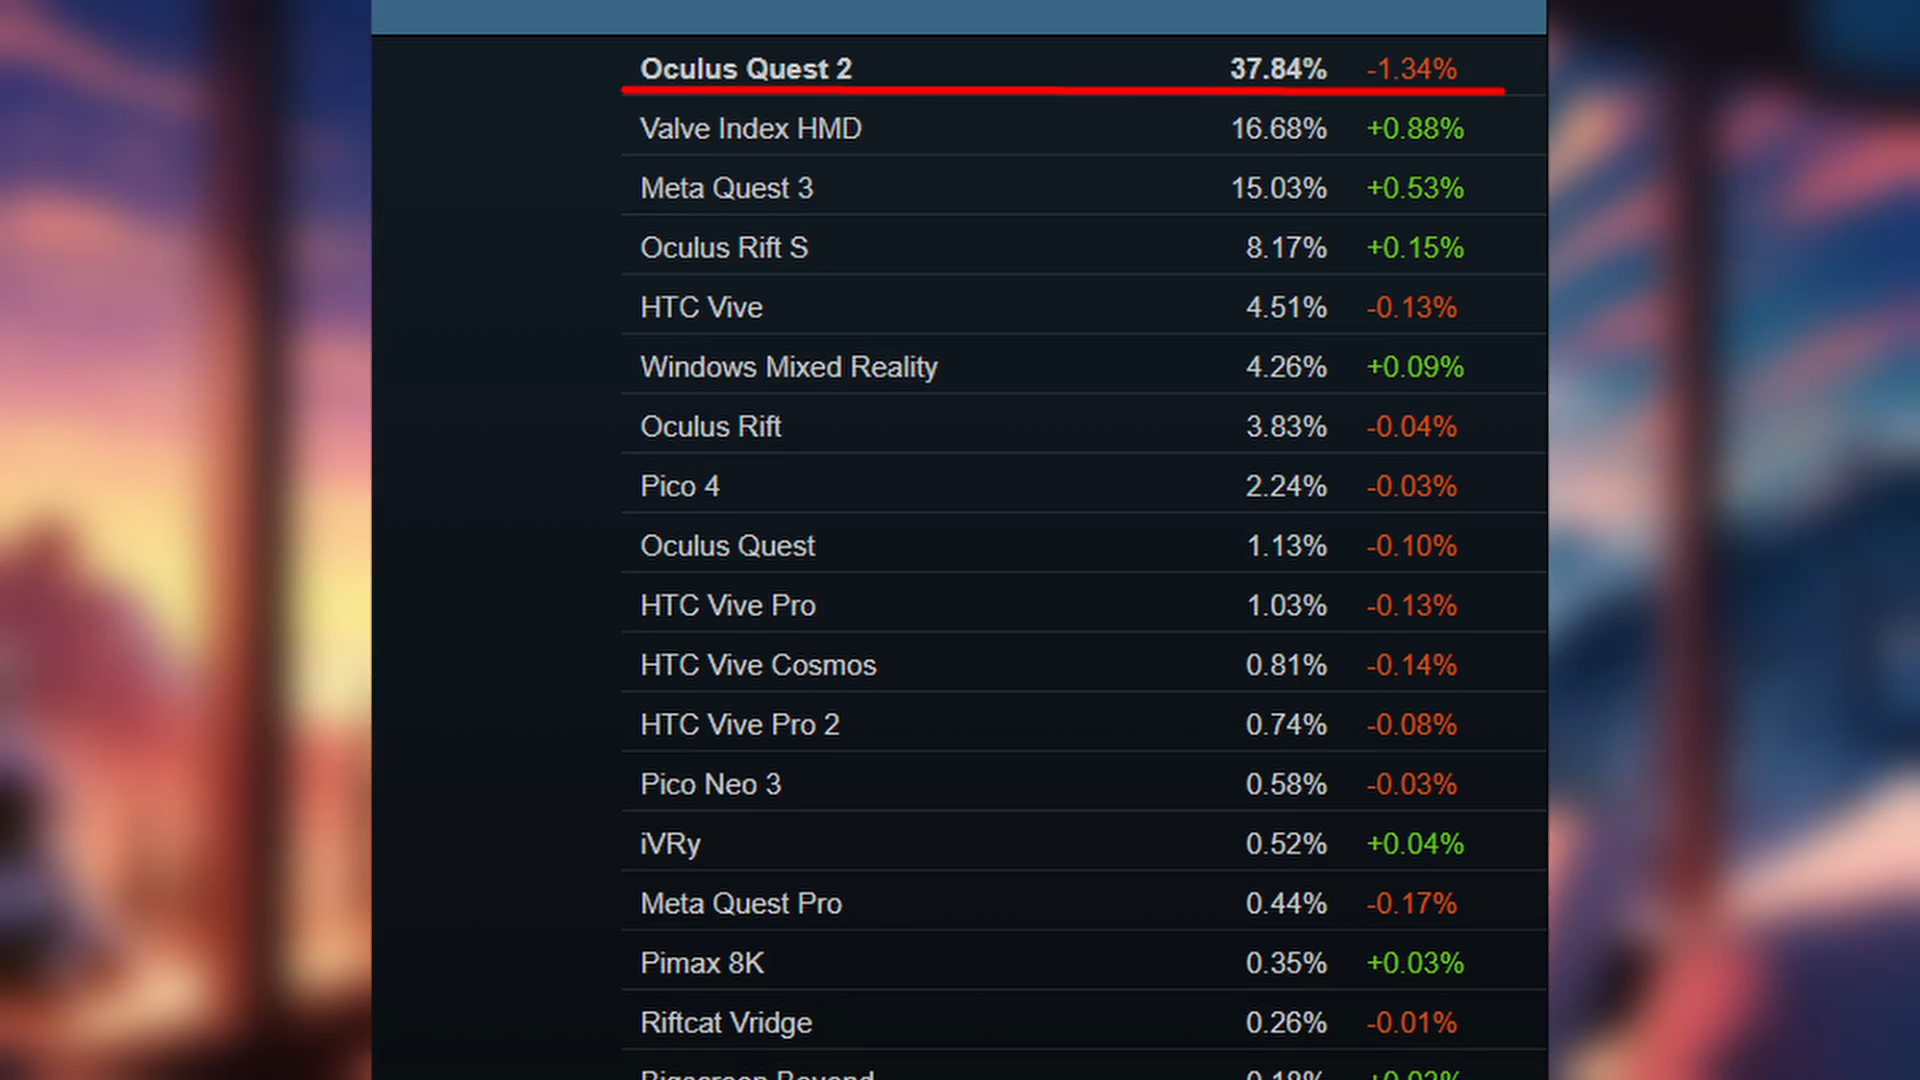 Oculus Quest 2 37.84% -1.34%
Valve Index HMD 16.68% +0.88%
Meta Quest 3 15.03% +0.53%
Oculus Rift S 8.17% +0.15%
HTC Vive 4.51% -0.13%
Windows Mixed Reality 4.26% +0.09%
Oculus Rift 3.83% -0.04%
Pico 4 2.24% -0.03%
Oculus Quest 1.13% -0.10%
HTC Vive Pro 1.03% -0.13%
HTC Vive Cosmos 0.81% -0.14%
HTC Vive Pro 2 0.74% -0.08%
Pico Neo 3 0.58% -0.03%
iVRy 0.52% +0.04%
Meta Quest Pro 0.44% -0.17%
Pimax 8K 0.35% +0.03%
Riftcat Vridge 0.26% -0.01%
Bigscreen Beyond